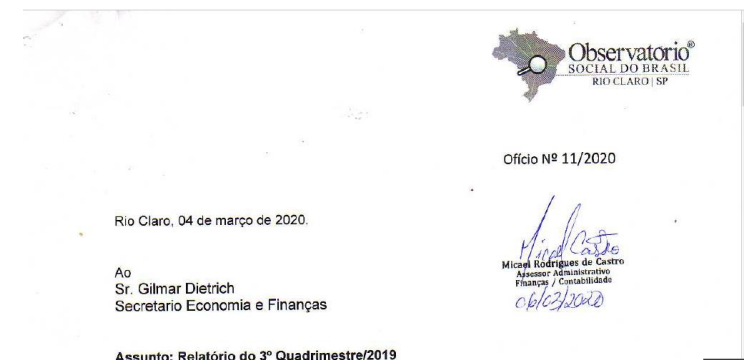 Observatorio®
SOCIAL DO BRASIL
RIO CLARO | SP
Ofício Nº 11/2020
Rio Claro, 04 de março de 2020.
Micael Castro
Micael Rodrigues de Castro
Assessor Administrativo
Finanças / Contabilidade
06/03/2020
Ao
Sr. Gilmar Dietrich
Secretario Economia e Finanças
Assunto: Relatório do 3º Quadrimestre/2019